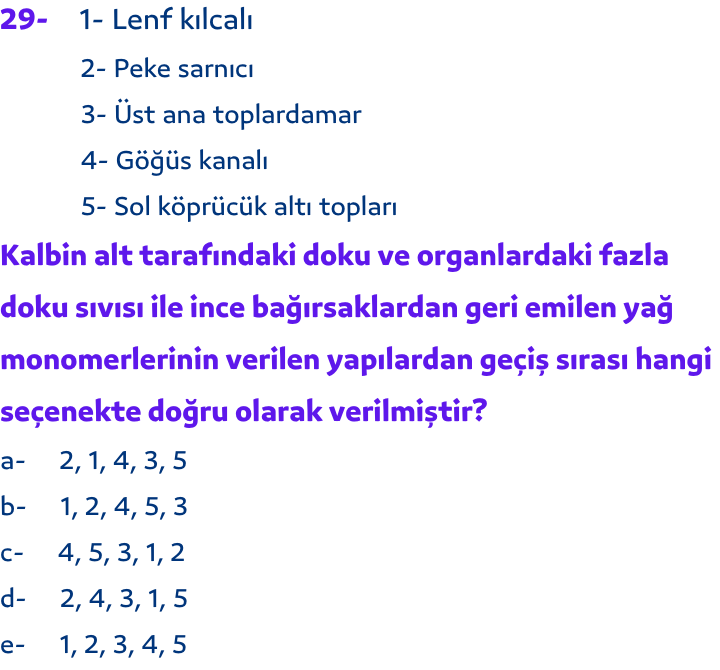 29- 1- Lenf kılcalı
2- Peke sarnıcı
3- Üst ana toplardamar
4- Göğüs kanalı
5- Sol köprücük altı topları
Kalbin alt tarafındaki doku ve organlardaki fazla
doku sıvısı ile ince bağırsaklardan geri emilen yağ
monomerlerinin verilen yapılardan geçiş sırası hangi
seçenekte doğru olarak verilmiştir?
a- 2, 1, 4, 3, 5
b- 1, 2, 4, 5, 3
c- 4, 5, 3, 1, 2
d- 2, 4, 3, 1, 5
e- 1, 2, 3, 4, 5